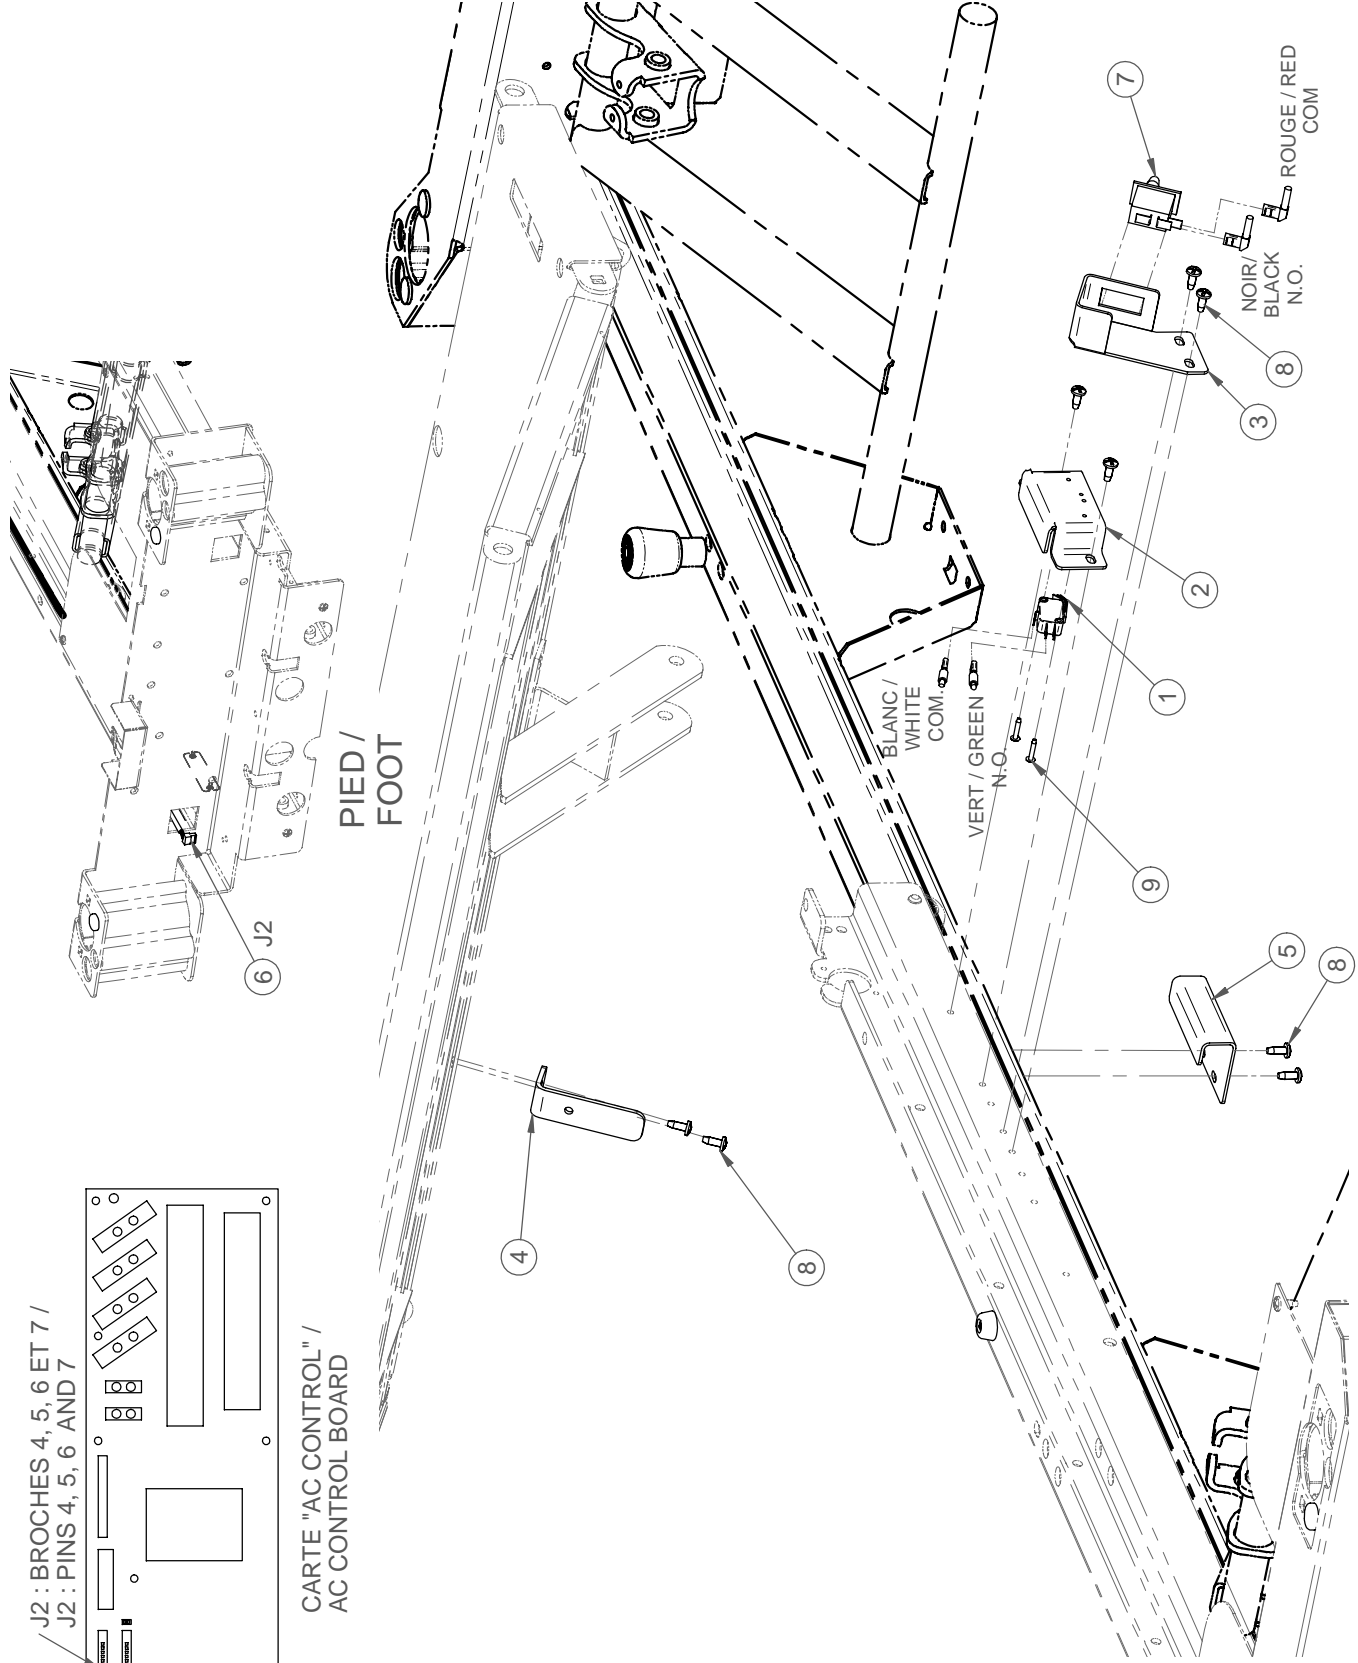 J2 : BROCHES 4, 5, 6 ET 7 /
J2 : PINS 4, 5, 6 AND 7
CARTE "AC CONTROL" /
AC CONTROL BOARD
6
J2
PIED /
FOOT
4
8
BLANC /
WHITE
COM.
VERT / GREEN
N.O.
9
1
2
5
8
3
8
NOIR/
BLACK
N.O.
7
ROUGE / RED
COM